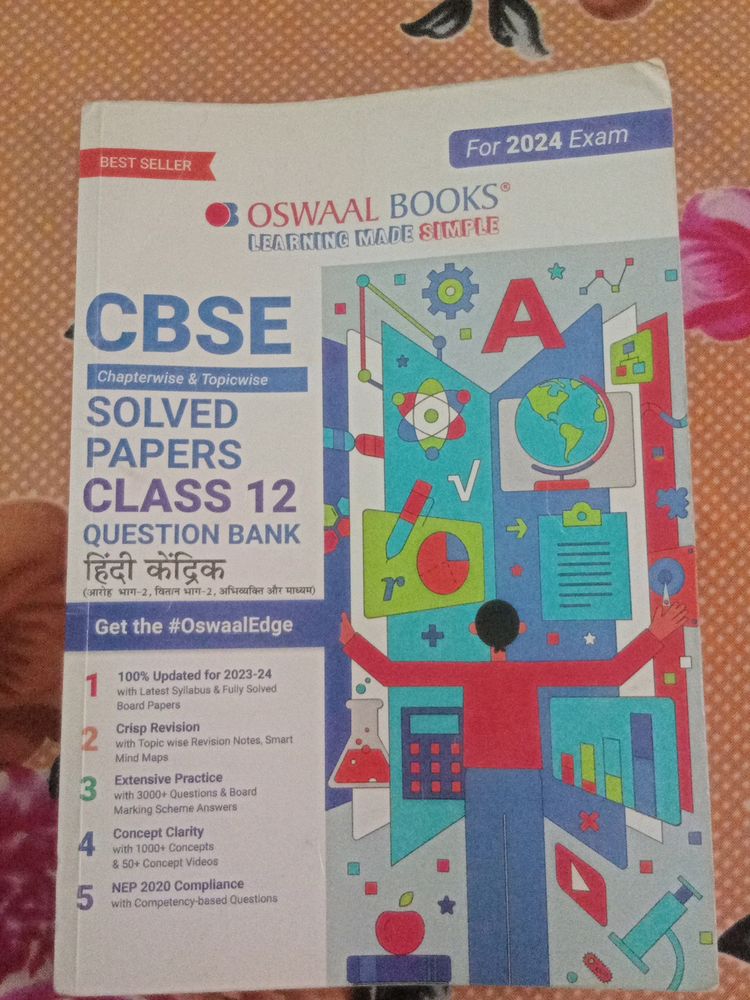 BEST SELLER
For 2024 Exam
OSWAAL BOOKS®
LEARNING MADE SIMPLE
CBSE
Chapterwise & Topicwise
SOLVED
PAPERS
CLASS 12
QUESTION BANK
हिंदी केंद्रिक
(आरोह भाग-2, वितान भाग-2, अभिव्यक्ति और माध्यम)
Get the #OswaalEdge
1 100% Updated for 2023-24
with Latest Syllabus & Fully Solved
Board Papers
2 Crisp Revision
with Topic wise Revision Notes, Smart
Mind Maps
3 Extensive Practice
with 3000+ Questions & Board
Marking Scheme Answers
4 Concept Clarity
with 1000+ Concepts
& 50+ Concept Videos
5 NEP 2020 Compliance
with Competency-based Questions
A
√
r